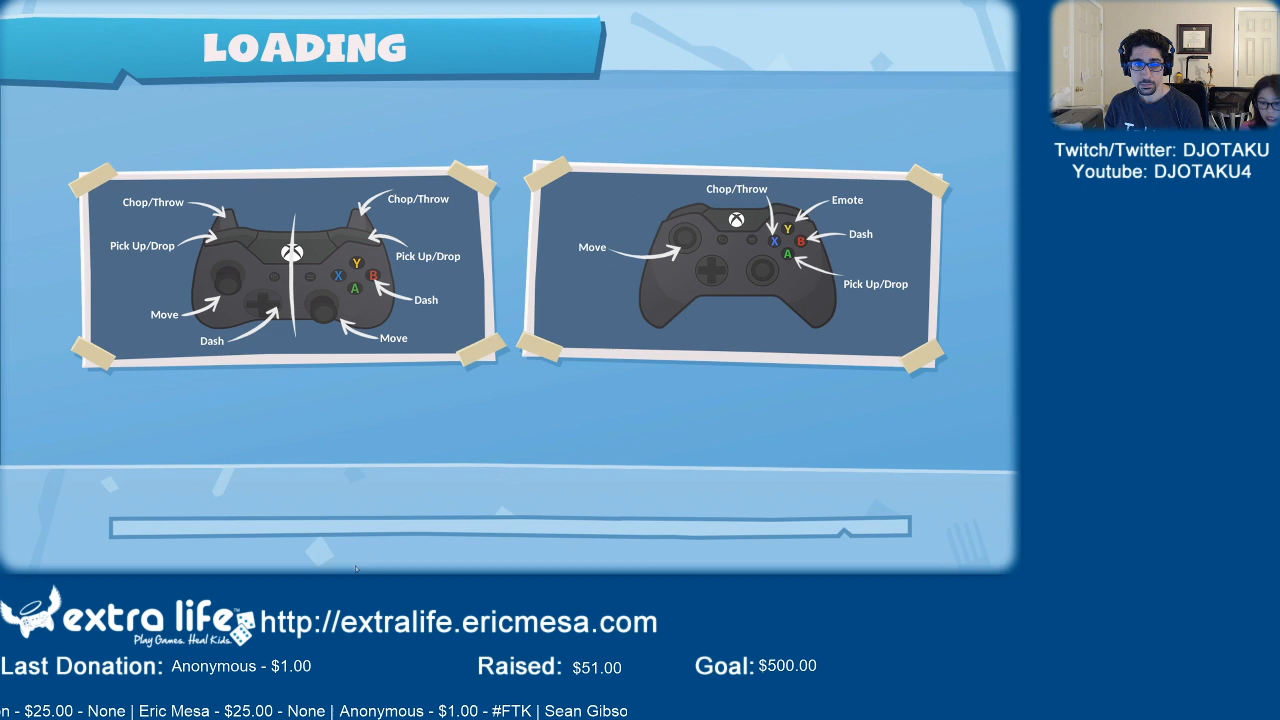 LOADING
Chop/Throw
Chop/Throw
Pick Up/Drop
Pick Up/Drop
Y
X
B
A
Dash
Move
Dash
Move
Chop/Throw
Emote
Y
Dash
X
B
Move
A
Pick Up/Drop
Twitch/Twitter: DJOTAKU
Youtube: DJOTAKU4
extra life™
Play Games. Heal Kids.
http://extralife.ericmesa.com
Last Donation: Anonymous - $1.00
Raised: $51.00
Goal: $500.00
n - $25.00 - None | Eric Mesa - $25.00 - None | Anonymous - $1.00 - #FTK | Sean Gibso